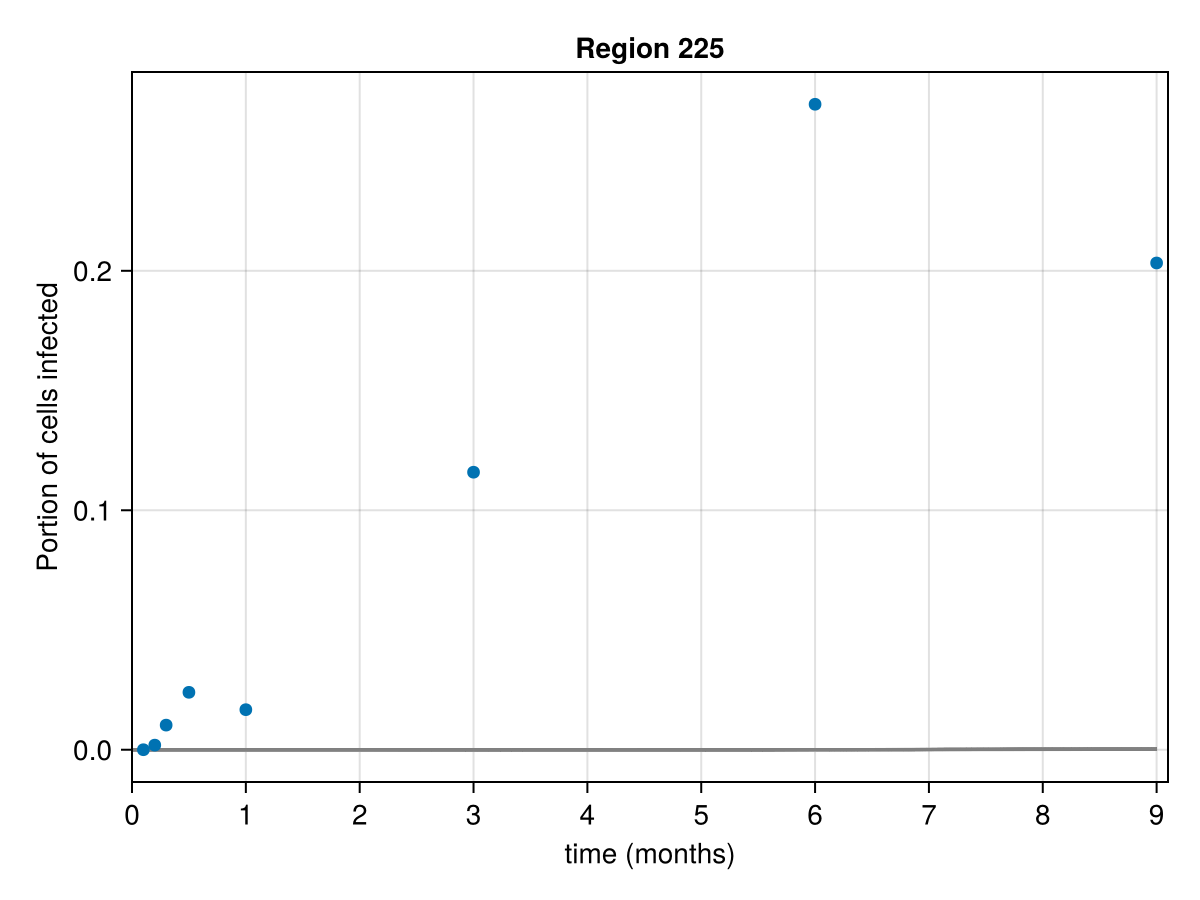 Region 225
Portion of cells infected
0.2
0.1
0.0
0 1 2 3 4 5 6 7 8 9
time (months)